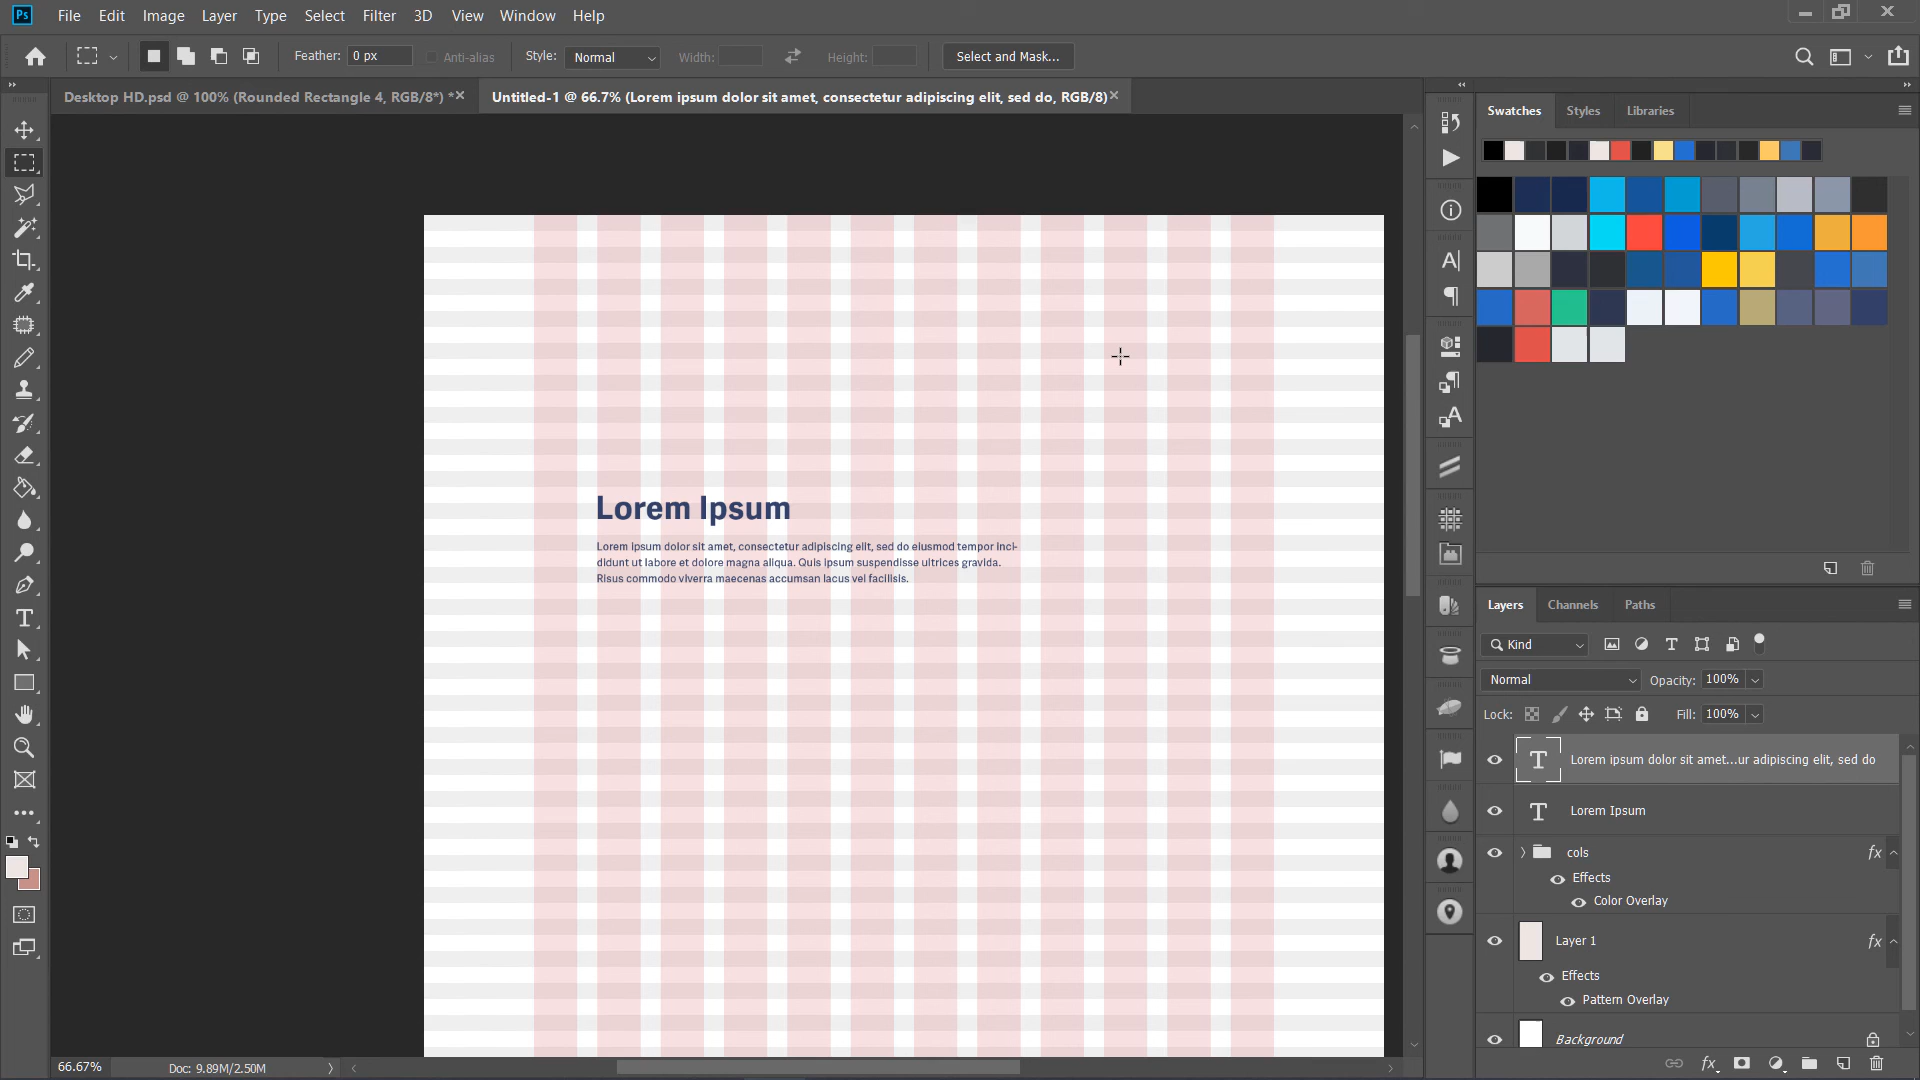 Ps File Edit Image Layer Type Select Filter 3D View Window Help
Feather: 0 px Anti-alias Style: Normal Width: Height: Select and Mask...
Desktop HD.psd @ 100% (Rounded Rectangle 4, RGB/8*) *
Untitled-1 @ 66.7% (Lorem ipsum dolor sit amet, consectetur adipiscing elit, sed do, RGB/8)
Swatches Styles Libraries
Lorem Ipsum
Lorem ipsum dolor sit amet, consectetur adipiscing elit, sed do eiusmod tempor inci-
didunt ut labore et dolore magna aliqua. Quis ipsum suspendisse ultrices gravida.
Risus commodo viverra maecenas accumsan lacus vel facilisis.
Layers Channels Paths
Kind
Normal Opacity: 100%
Lock: Fill: 100%
Lorem ipsum dolor sit amet...ur adipiscing elit, sed do
Lorem Ipsum
cols fx
Effects
Color Overlay
Layer 1 fx
Effects
Pattern Overlay
Background
66.67% Doc: 9.89M/2.50M
fx